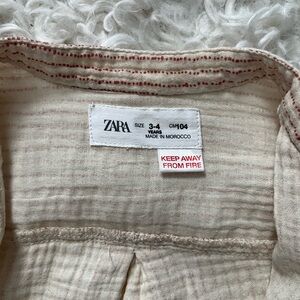 ZARA SIZE 3-4 YEARS CM 104
MADE IN MOROCCO
KEEP AWAY
FROM FIRE